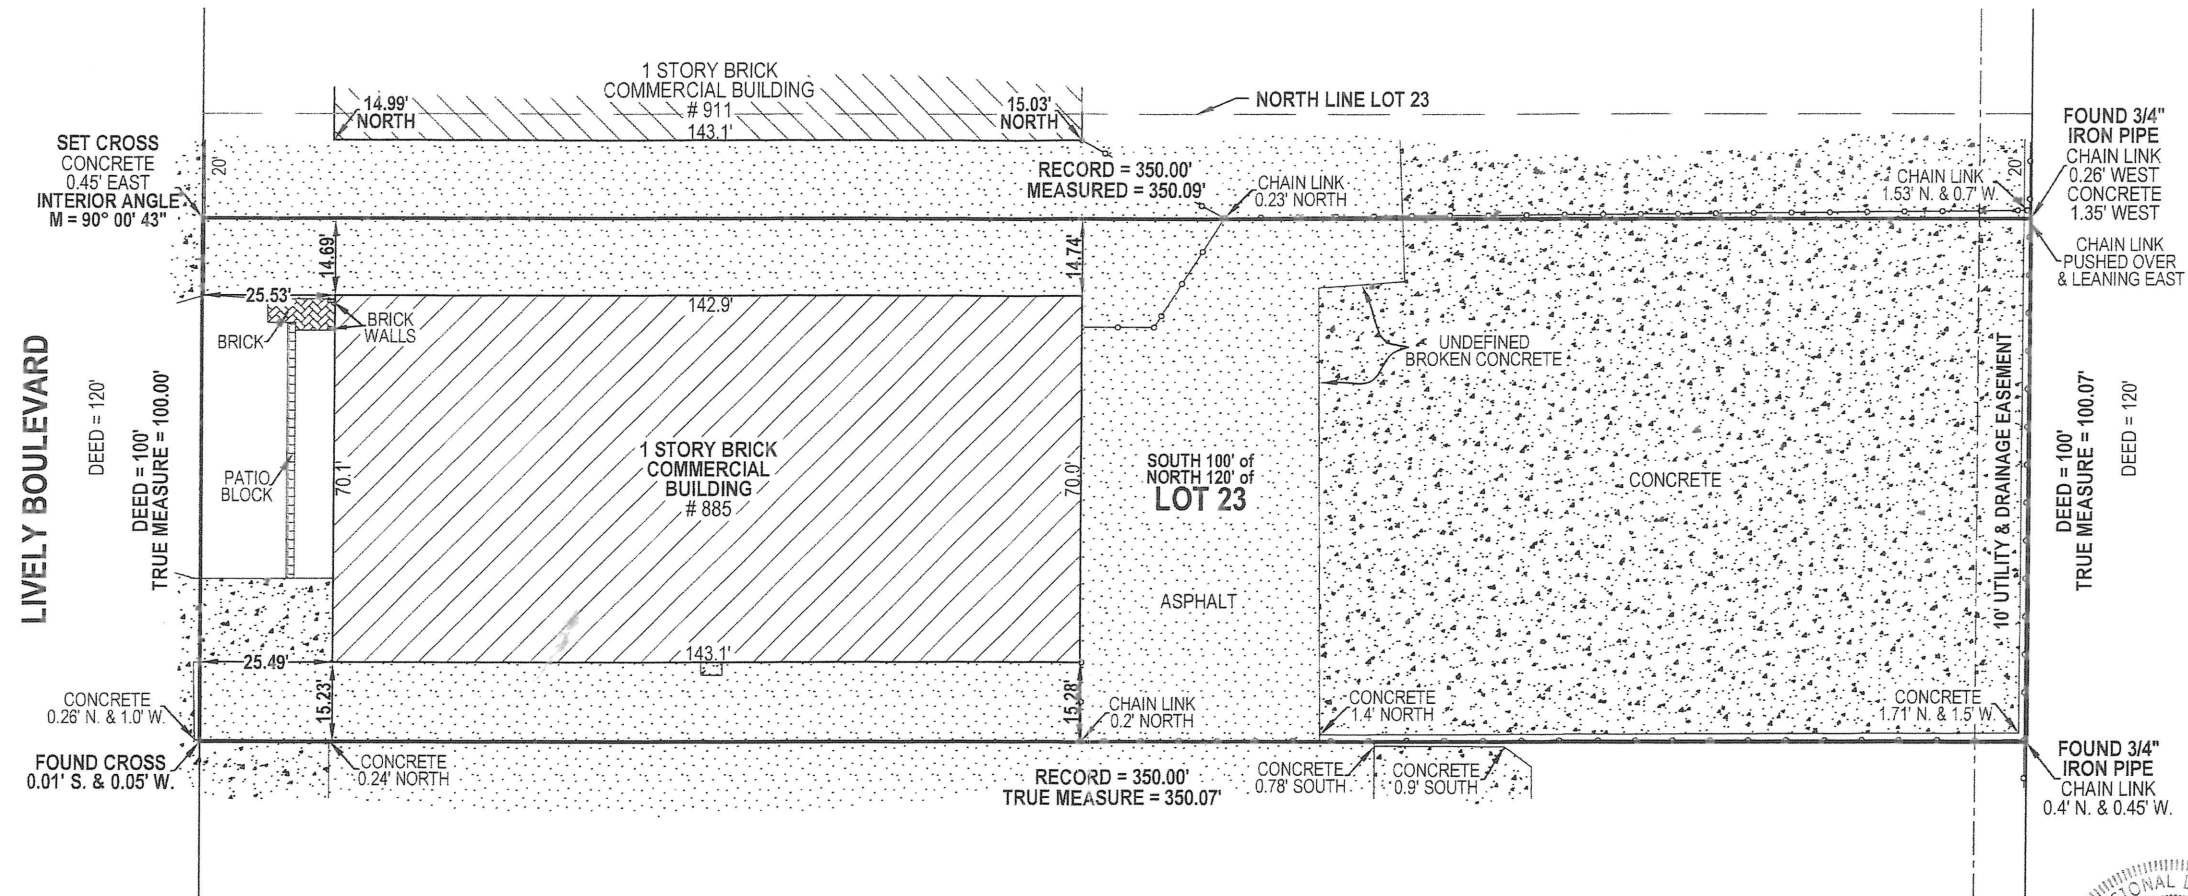 1 STORY BRICK
COMMERCIAL BUILDING
# 911
143.1'
14.99'
NORTH
15.03'
NORTH
NORTH LINE LOT 23
SET CROSS
CONCRETE
0.45' EAST
INTERIOR ANGLE
M = 90° 00' 43"
20'
RECORD = 350.00'
MEASURED = 350.09'
CHAIN LINK
0.23' NORTH
CHAIN LINK
1.53' N. & 0.7' W.
20'
FOUND 3/4"
IRON PIPE
CHAIN LINK
0.26' WEST
CONCRETE
1.35' WEST
CHAIN LINK
PUSHED OVER
& LEANING EAST
14.69'
14.74'
25.53'
142.9'
BRICK
BRICK
WALLS
UNDEFINED
BROKEN CONCRETE
LIVELY BOULEVARD
DEED = 120'
DEED = 100'
TRUE MEASURE = 100.00'
PATIO
BLOCK
70.1'
1 STORY BRICK
COMMERCIAL
BUILDING
# 885
70.0'
SOUTH 100' of
NORTH 120' of
LOT 23
CONCRETE
10' UTILITY & DRAINAGE EASEMENT
DEED = 100'
TRUE MEASURE = 100.07'
DEED = 120'
ASPHALT
25.49'
143.1'
15.23'
15.28'
CONCRETE
0.26' N. & 1.0' W.
CHAIN LINK
0.2' NORTH
CONCRETE
1.4' NORTH
CONCRETE
1.71' N. & 1.5' W.
FOUND CROSS
0.01' S. & 0.05' W.
CONCRETE
0.24' NORTH
RECORD = 350.00'
TRUE MEASURE = 350.07'
CONCRETE
0.78' SOUTH
CONCRETE
0.9' SOUTH
FOUND 3/4"
IRON PIPE
CHAIN LINK
0.4' N. & 0.45' W.